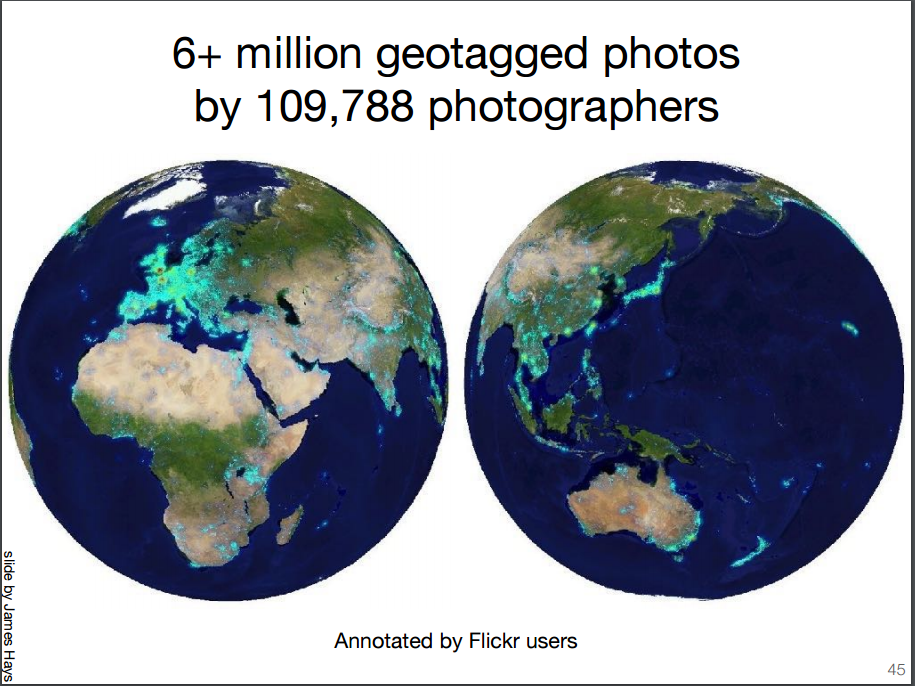 6+ million geotagged photos
by 109,788 photographers
slide by James Hays
Annotated by Flickr users
45